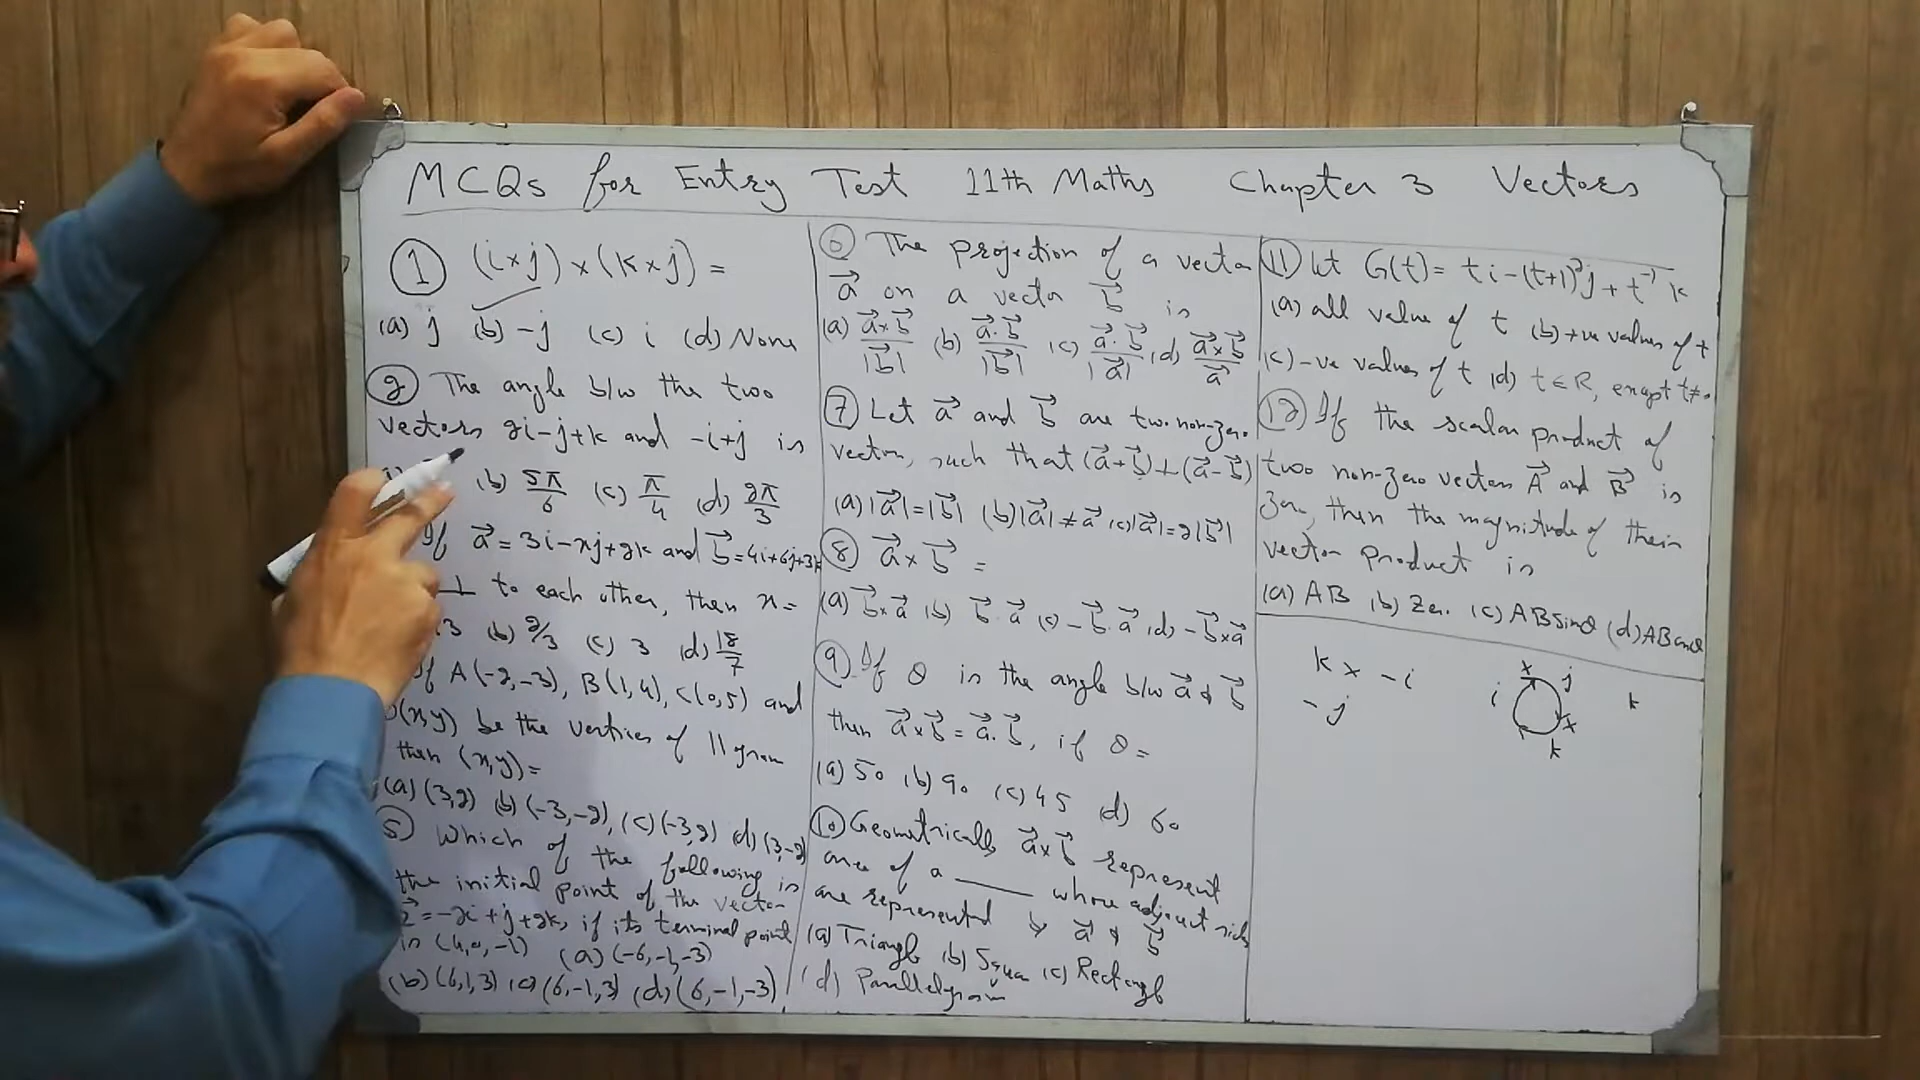 MCQs for Entry Test 11th Maths Chapter 3 Vectors
① (i×j)×(k×j) =
(a) j (b) -j (c) i (d) None
② The angle b/w the two
vectors 2i-j+k and -i+j is
(b) 5π/6 (c) π/4 (d) 2π/3
If a⃗ = 3i-xj+2k and b⃗ = 4i+6j+3k
⊥ to each other, then x =
(b) 2/3 (c) 3 (d) 18/7
If A(-2,-3), B(1,4), C(0,5) and
(x,y) be the vertices of ||gram
then (x,y)=
(a) (3,2) (b) (-3,-2), (c) (-3,2) (d) (3,-2)
⑤ Which of the following is
the initial point of the vector
= -2i+j+2k, if its terminal point
is (4,0,-1) (a) (-6,-1,-3)
(b) (6,1,3) (c) (6,-1,3) (d) (6,-1,-3)
⑥ The projection of a vector
a⃗ on a vector b⃗ is
(a) a⃗×b⃗/|b⃗| (b) a⃗.b⃗/|b⃗| (c) a⃗.b⃗/|a⃗| (d) a⃗×b⃗/a⃗
⑦ Let a⃗ and b⃗ are two non-zero
vector, such that (a⃗+b⃗)⊥(a⃗-b⃗)
(a) |a⃗|=|b⃗| (b) |a⃗|≠a⃗ (c) |a⃗|=2|b⃗|
⑧ a⃗×b⃗ =
(a) b⃗×a⃗ (b) b⃗.a⃗ (c) -b⃗.a⃗ (d) -b⃗×a⃗
⑨ If θ is the angle b/w a⃗ & b⃗
then a⃗×b⃗ = a⃗.b⃗, if θ =
(a) 50 (b) 90 (c) 45 (d) 60
⑩ Geometrically a⃗×b⃗ represent
area of a ____ whose adjacent sides
are represented by a⃗ & b⃗
(a) Triangle (b) Square (c) Rectangle
(d) Parallelgram
⑪ let G(t) = ti-(t+1)²j+t⁻¹k
(a) all value of t (b) +ve values of t
(c) -ve values of t (d) t∈R, except t≠0
⑫ If the scalar product of
two non-zero vectors A⃗ and B⃗ is
Zero, then the magnitude of their
vector product is
(a) AB (b) Zero (c) AB Sinθ (d) AB cosθ
k × -i
-j
i j k
k